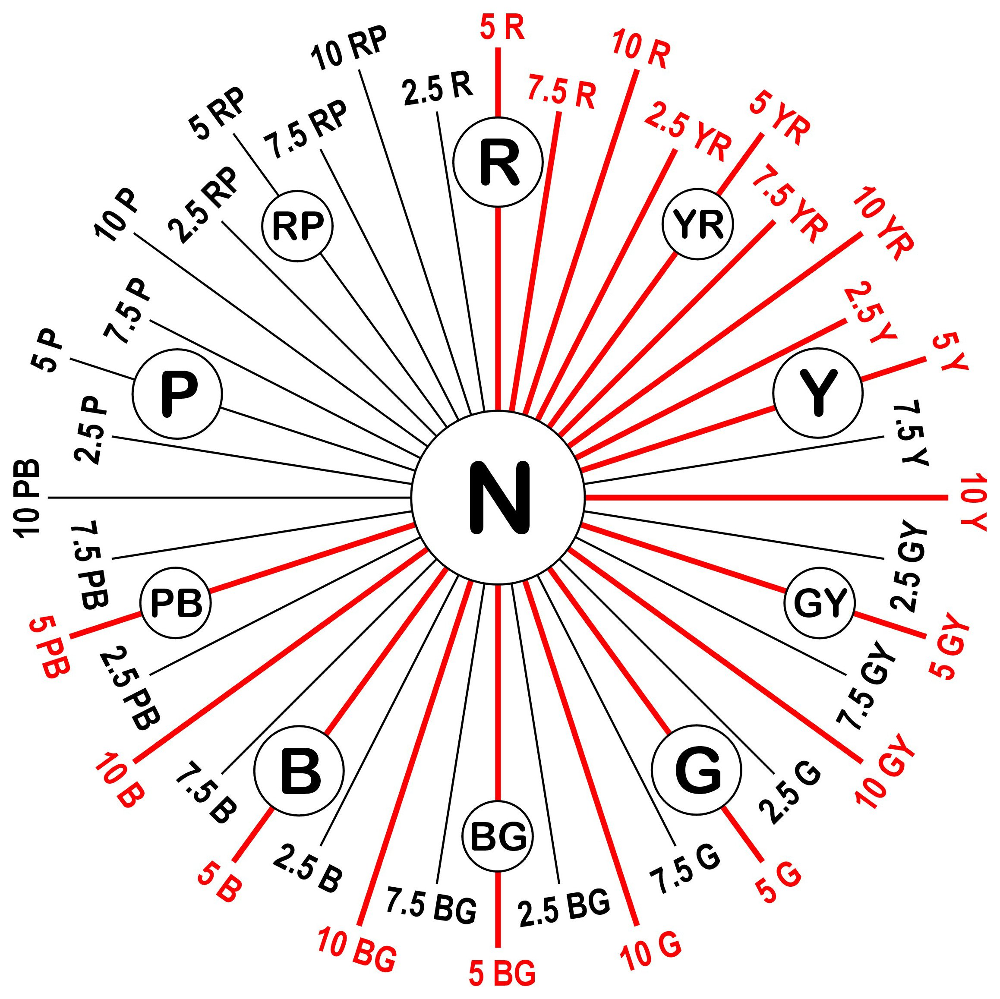 5 R
7.5 R
10 R
2.5 YR
5 YR
7.5 YR
10 YR
2.5 Y
5 Y
7.5 Y
10 Y
2.5 GY
5 GY
7.5 GY
10 GY
2.5 G
5 G
7.5 G
10 G
2.5 BG
5 BG
7.5 BG
10 BG
2.5 B
5 B
7.5 B
10 B
2.5 PB
5 PB
7.5 PB
10 PB
2.5 P
5 P
7.5 P
10 P
2.5 RP
5 RP
7.5 RP
10 RP
2.5 R
R
YR
Y
GY
G
BG
B
PB
P
RP
N